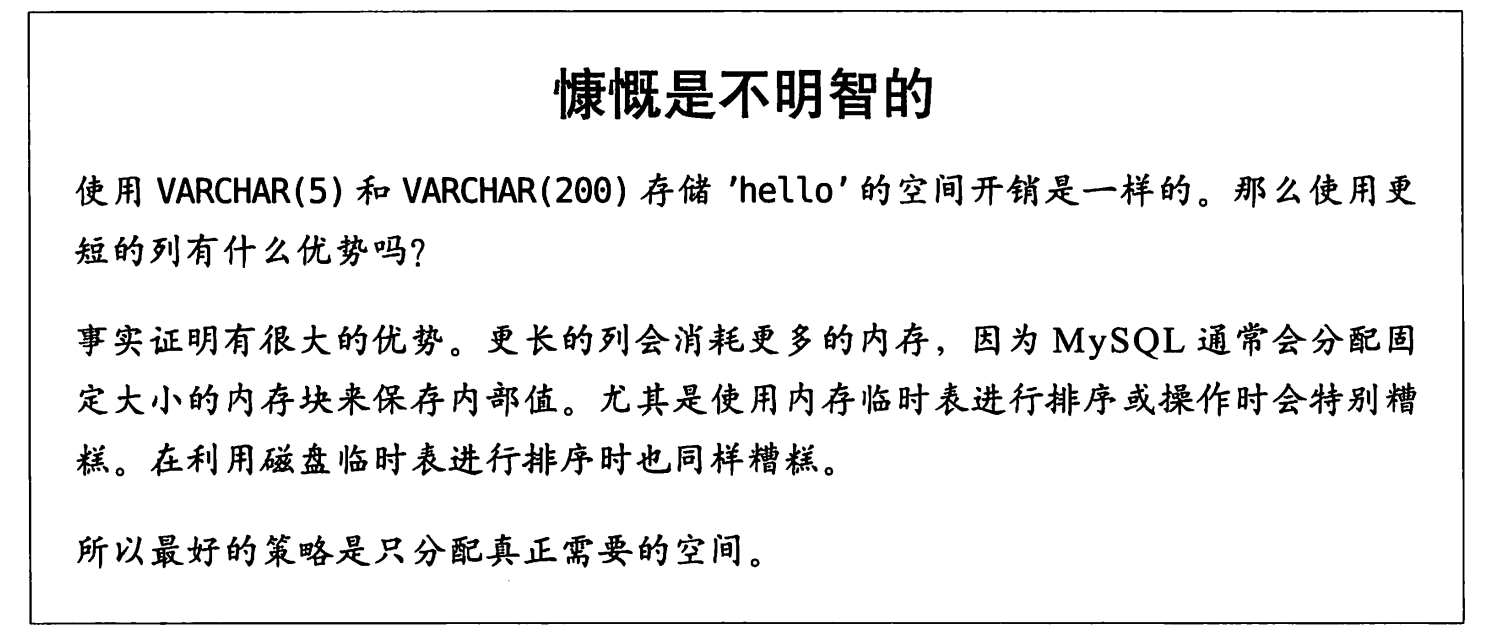 慷慨是不明智的
使用 VARCHAR(5) 和 VARCHAR(200) 存储 'hello' 的空间开销是一样的。那么使用更
短的列有什么优势吗？
事实证明有很大的优势。更长的列会消耗更多的内存，因为 MySQL 通常会分配固
定大小的内存块来保存内部值。尤其是使用内存临时表进行排序或操作时会特别糟
糕。在利用磁盘临时表进行排序时也同样糟糕。
所以最好的策略是只分配真正需要的空间。